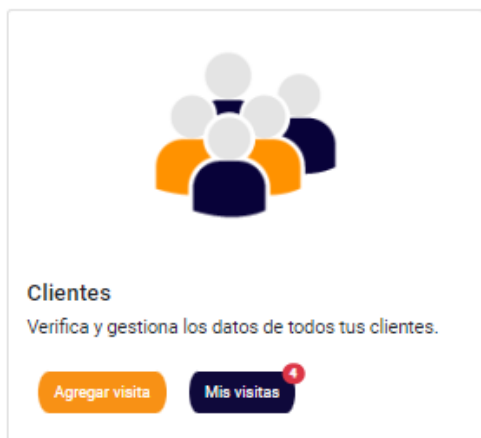 Clientes
Verifica y gestiona los datos de todos tus clientes.
Agregar visita
Mis visitas
4